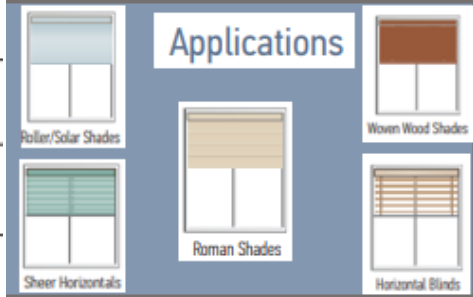 Applications
Roller/Solar Shades
Woven Wood Shades
Roman Shades
Sheer Horizontals
Horizontal Blinds